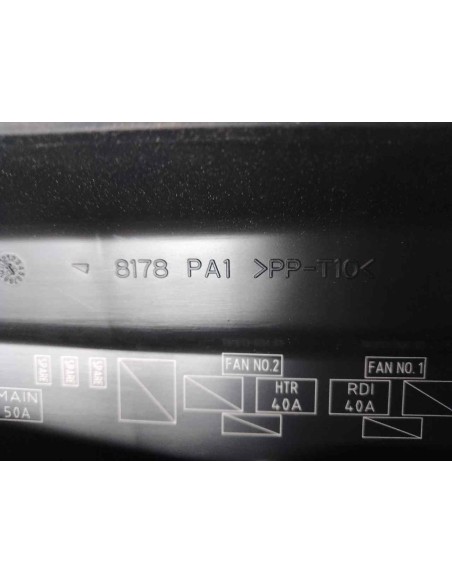 8178 PA1 >PP-T10<
FAN NO.2
FAN NO.1
MAIN
50A
HTR
40A
RDI
40A